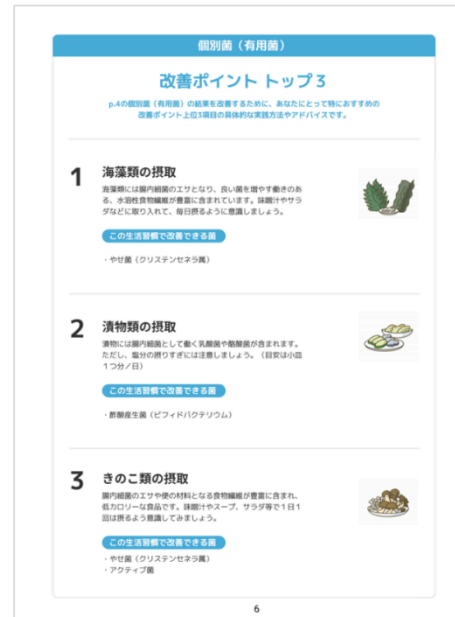 個別菌（有用菌）
改善ポイント トップ3
p.4の個別菌（有用菌）の結果を改善するために、あなたにとって特におすすめの
改善ポイント上位3項目の具体的な実践方法やアドバイスです。
1
海藻類の摂取
海藻類には腸内細菌のエサとなり、良い菌を増やす働きのあ
る、水溶性食物繊維が豊富に含まれています。味噌汁やサラ
ダなどに取り入れて、毎日摂るように意識しましょう。
この生活習慣で改善できる菌
・やせ菌（クリステンセネラ属）
2
漬物類の摂取
漬物には腸内細菌として働く乳酸菌や酪酸菌が含まれます。
ただし、塩分の摂りすぎには注意しましょう。（目安は小皿
１つ分／日）
この生活習慣で改善できる菌
・酢酸産生菌（ビフィドバクテリウム）
3
きのこ類の摂取
腸内細菌のエサや便の材料となる食物繊維が豊富に含まれ、
低カロリーな食品です。味噌汁やスープ、サラダ等で１日１
回は摂るよう意識してみましょう。
この生活習慣で改善できる菌
・やせ菌（クリステンセネラ属）
・アクティブ菌
6